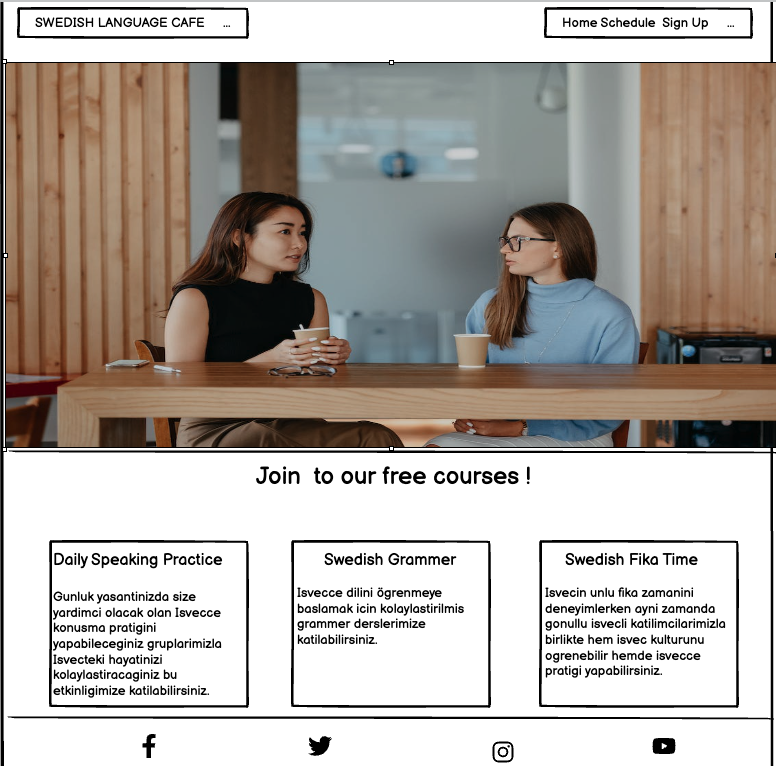 SWEDISH LANGUAGE CAFE ...
Home Schedule Sign Up ...
Join to our free courses !
Daily Speaking Practice
Gunluk yasantinizda size
yardimci olacak olan Isvecce
konusma pratigini
yapabileceginiz gruplarimizla
Isvecteki hayatinizi
kolaylastiracaginiz bu
etkinligimize katilabilirsiniz.
Swedish Grammer
Isvecce dilini ögrenmeye
baslamak icin kolaylastirilmis
grammer derslerimize
katilabilirsiniz.
Swedish Fika Time
Isvecin unlu fika zamanini
deneyimlerken ayni zamanda
gonullu isvecli katilimcilarimizla
birlikte hem isvec kulturunu
ogrenebilir hemde isvecce
pratigi yapabilirsiniz.